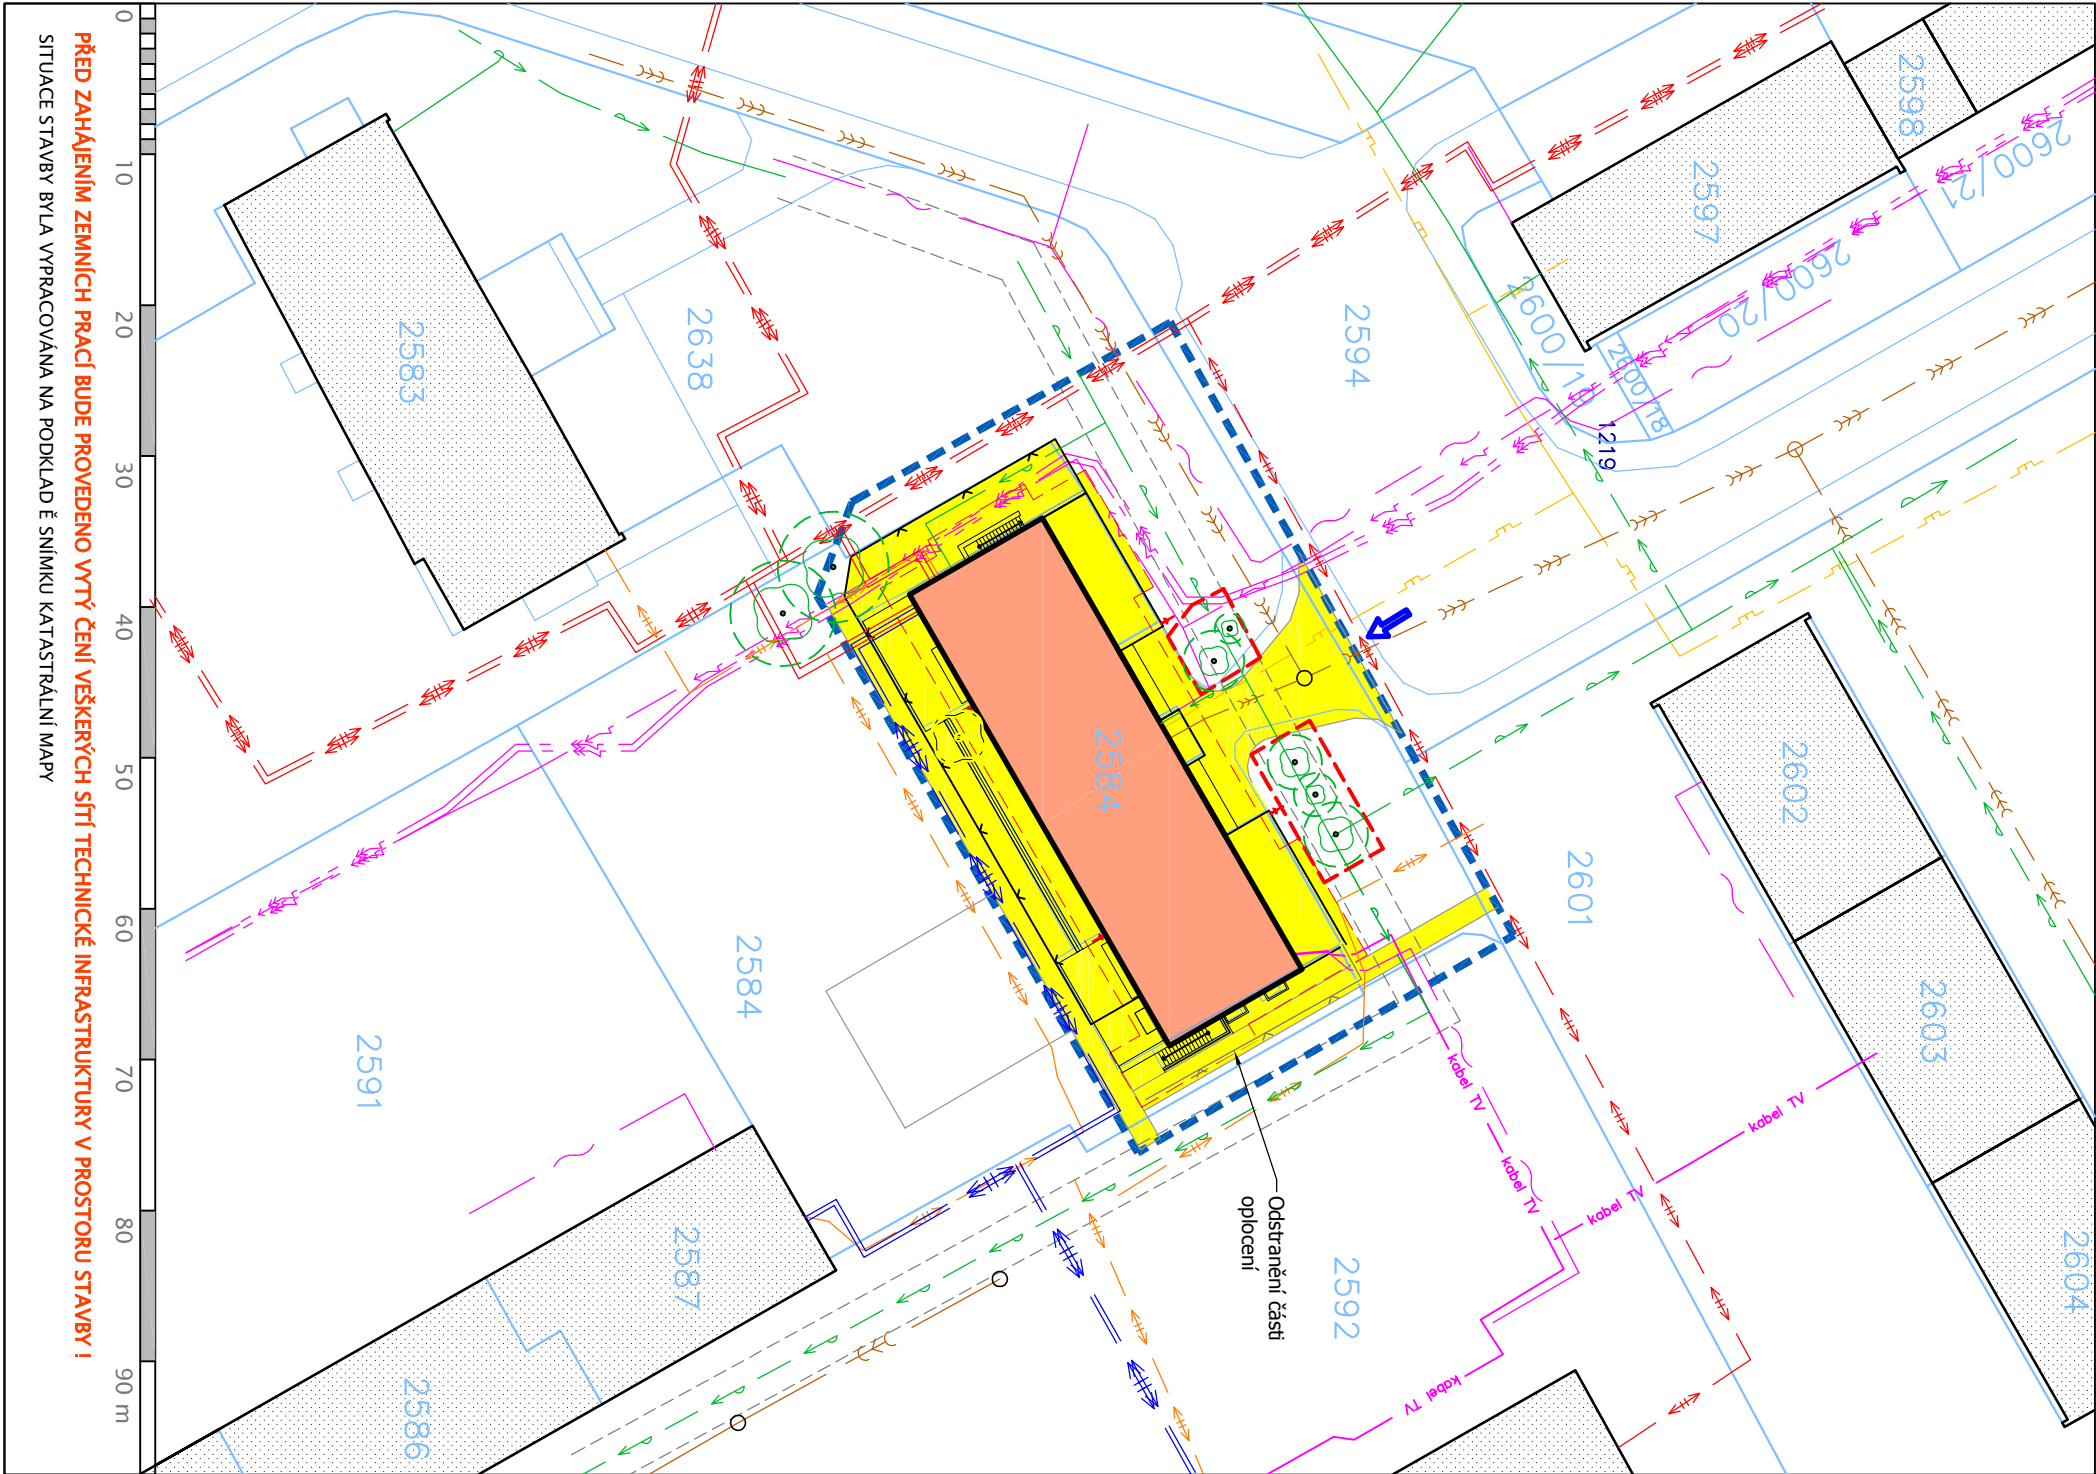 PŘED ZAHÁJENÍM ZEMNÍCH PRACÍ BUDE PROVEDENO VYTÝ ČENÍ VEŠKERÝCH SÍTÍ TECHNICKÉ INFRASTRUKTURY V PROSTORU STAVBY !
SITUACE STAVBY BYLA VYPRACOVÁNA NA PODKLAD Ě SNÍMKU KATASTRÁLNÍ MAPY
0
10
20
30
40
50
60
70
80
90 m
2598
2600/21
2597
2600/20
2600/19
2600/18
1219
2594
2638
2583
2584
2602
2601
2603
2604
2584
2591
2592
2587
2586
Odstranění části
oplocení
kabel TV
kabel TV
kabel TV
kabel TV
kabel TV